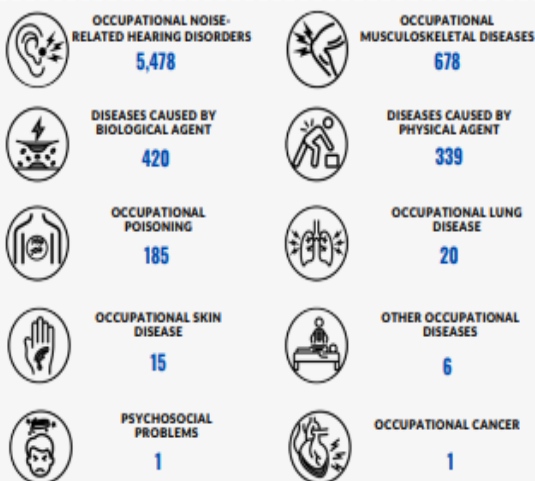 OCCUPATIONAL NOISE-
RELATED HEARING DISORDERS
5,478
OCCUPATIONAL
MUSCULOSKELETAL DISEASES
678
DISEASES CAUSED BY
BIOLOGICAL AGENT
420
DISEASES CAUSED BY
PHYSICAL AGENT
339
OCCUPATIONAL
POISONING
185
OCCUPATIONAL LUNG
DISEASE
20
OCCUPATIONAL SKIN
DISEASE
15
OTHER OCCUPATIONAL
DISEASES
6
PSYCHOSOCIAL
PROBLEMS
1
OCCUPATIONAL CANCER
1